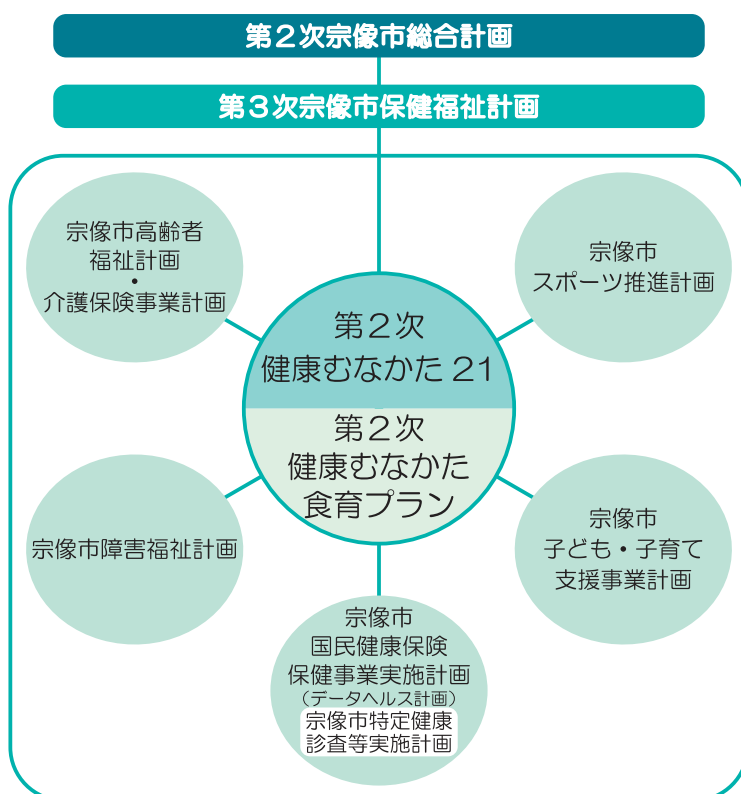 第２次宗像市総合計画
第３次宗像市保健福祉計画
宗像市高齢者
福祉計画
・
介護保険事業計画
宗像市
スポーツ推進計画
第２次
健康むなかた 21
第２次
健康むなかた
食育プラン
宗像市障害福祉計画
宗像市
子ども・子育て
支援事業計画
宗像市
国民健康保険
保健事業実施計画
（データヘルス計画）
宗像市特定健康
診査等実施計画